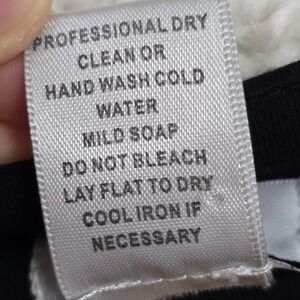 PROFESSIONAL DRY
CLEAN OR
HAND WASH COLD
WATER
MILD SOAP
DO NOT BLEACH
LAY FLAT TO DRY
COOL IRON IF
NECESSARY